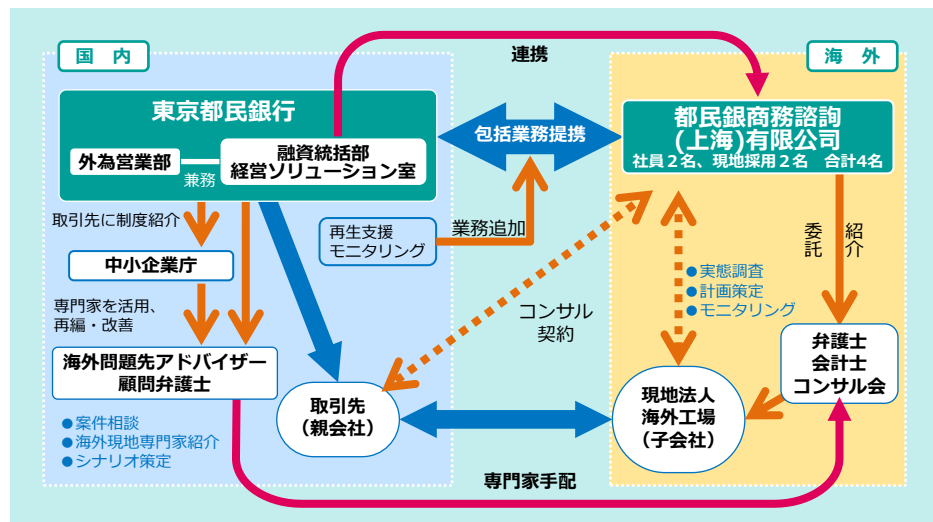 国 内
海 外
連携
東京都民銀行
外為営業部
兼務
融資統括部
経営ソリューション室
包括業務提携
都民銀商務諮詢
(上海)有限公司
社員2名、現地採用2名 合計4名
取引先に制度紹介
再生支援
モニタリング
業務追加
委託
紹介
中小企業庁
専門家を活用、
再編・改善
コンサル
契約
●実態調査
●計画策定
●モニタリング
海外問題先アドバイザー
顧問弁護士
弁護士
会計士
コンサル会
取引先
（親会社）
現地法人
海外工場
（子会社）
●案件相談
●海外現地専門家紹介
●シナリオ策定
専門家手配